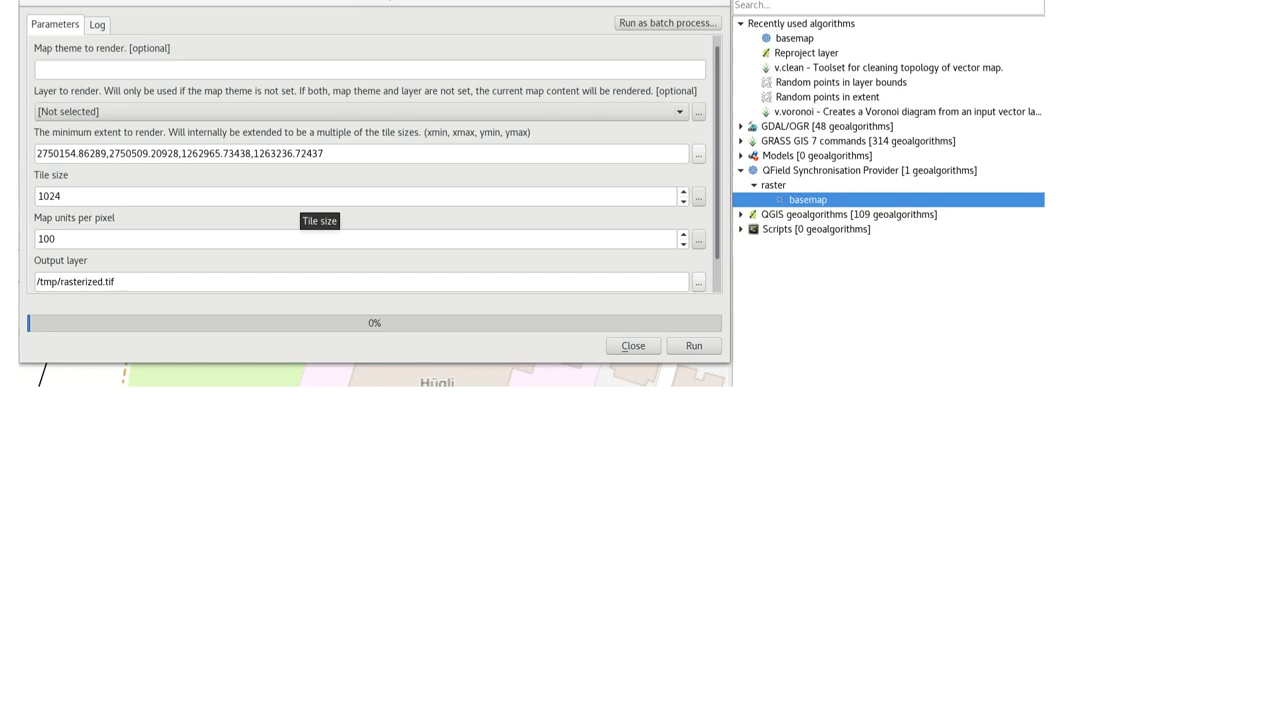 Parameters
Log
Run as batch process...
Map theme to render. [optional]
Layer to render. Will only be used if the map theme is not set. If both, map theme and layer are not set, the current map content will be rendered. [optional]
[Not selected]
...
The minimum extent to render. Will internally be extended to be a multiple of the tile sizes. (xmin, xmax, ymin, ymax)
2750154.86289,2750509.20928,1262965.73438,1263236.72437
...
Tile size
1024
...
Map units per pixel
Tile size
100
...
Output layer
/tmp/rasterized.tif
...
0%
Close
Run
Hügli
Search...
Recently used algorithms
basemap
Reproject layer
v.clean - Toolset for cleaning topology of vector map.
Random points in layer bounds
Random points in extent
v.voronoi - Creates a Voronoi diagram from an input vector la...
GDAL/OGR [48 geoalgorithms]
GRASS GIS 7 commands [314 geoalgorithms]
Models [0 geoalgorithms]
QField Synchronisation Provider [1 geoalgorithms]
raster
basemap
QGIS geoalgorithms [109 geoalgorithms]
Scripts [0 geoalgorithms]